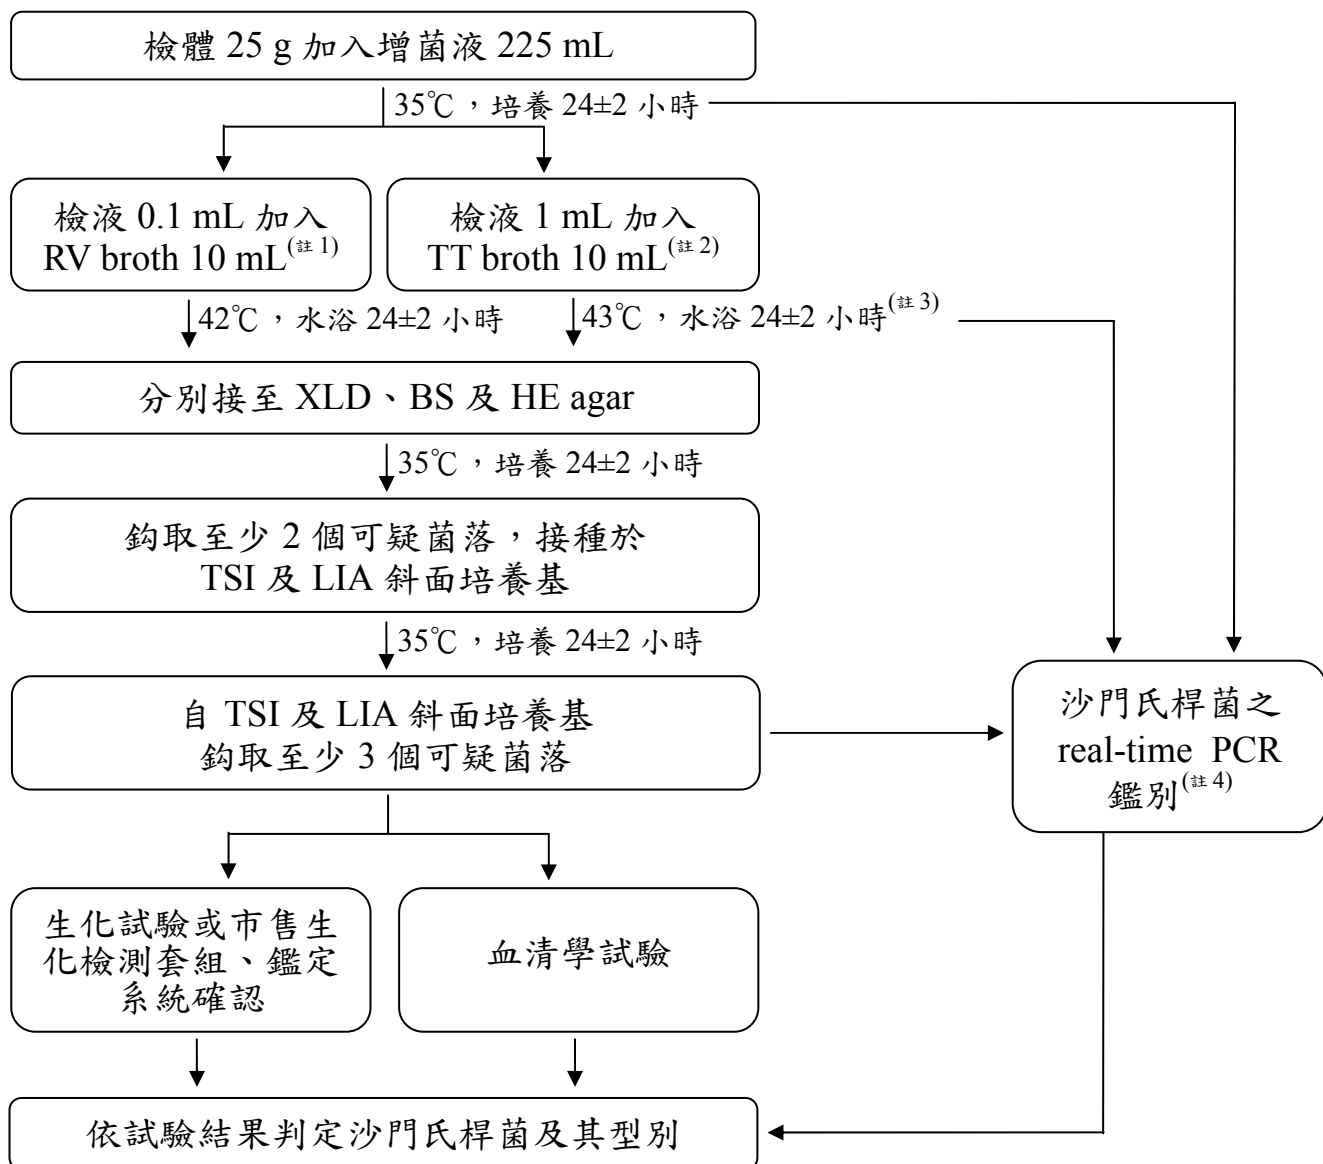 檢體 25 g 加入增菌液 225 mL
35℃，培養 24±2 小時
檢液 0.1 mL 加入
RV broth 10 mL(註 1)
檢液 1 mL 加入
TT broth 10 mL(註 2)
42℃，水浴 24±2 小時
43℃，水浴 24±2 小時(註 3)
分別接至 XLD、BS 及 HE agar
35℃，培養 24±2 小時
鈎取至少 2 個可疑菌落，接種於
TSI 及 LIA 斜面培養基
35℃，培養 24±2 小時
自 TSI 及 LIA 斜面培養基
鈎取至少 3 個可疑菌落
沙門氏桿菌之
real-time PCR
鑑別(註 4)
生化試驗或市售生
化檢測套組、鑑定
系統確認
血清學試驗
依試驗結果判定沙門氏桿菌及其型別